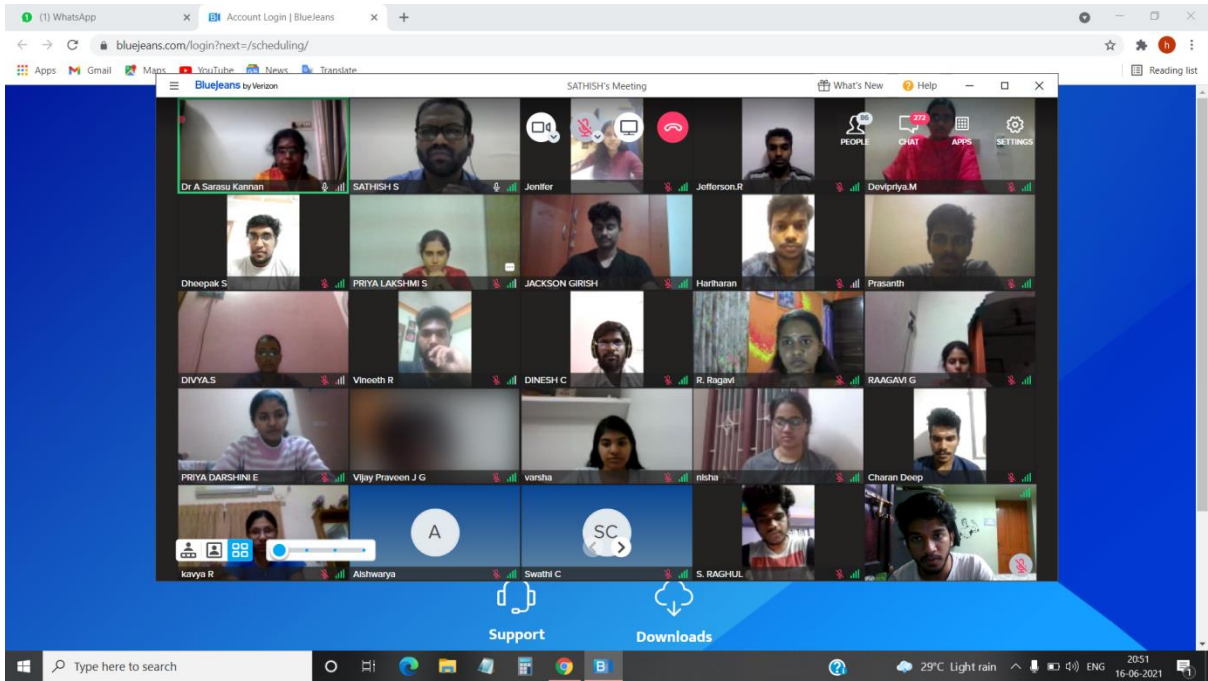 (1) WhatsApp
Account Login | BlueJeans
bluejeans.com/login?next=/scheduling/
h
Apps Gmail Maps YouTube News Translate Reading list
BlueJeans by Verizon SATHISH's Meeting What's New Help
86 272
PEOPLE CHAT APPS SETTINGS
Dr A Sarasu Kannan SATHISH S Jenifer Jefferson.R Devipriya.M
Dheepak S PRIYA LAKSHMI S JACKSON GIRISH Hariharan Prasanth
DIVYA.S Vineeth R DINESH C R. Ragavi RAAGAVI G
PRIYA DARSHINI E Vijay Praveen J G varsha nisha Charan Deep
A SC
kavya R Aishwarya Swathi C S. RAGHUL
Support Downloads
Type here to search
29°C Light rain ENG
20:51
16-06-2021